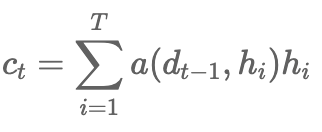 $c_t = \sum_{i=1}^{T} a(d_{t-1}, h_i)h_i$